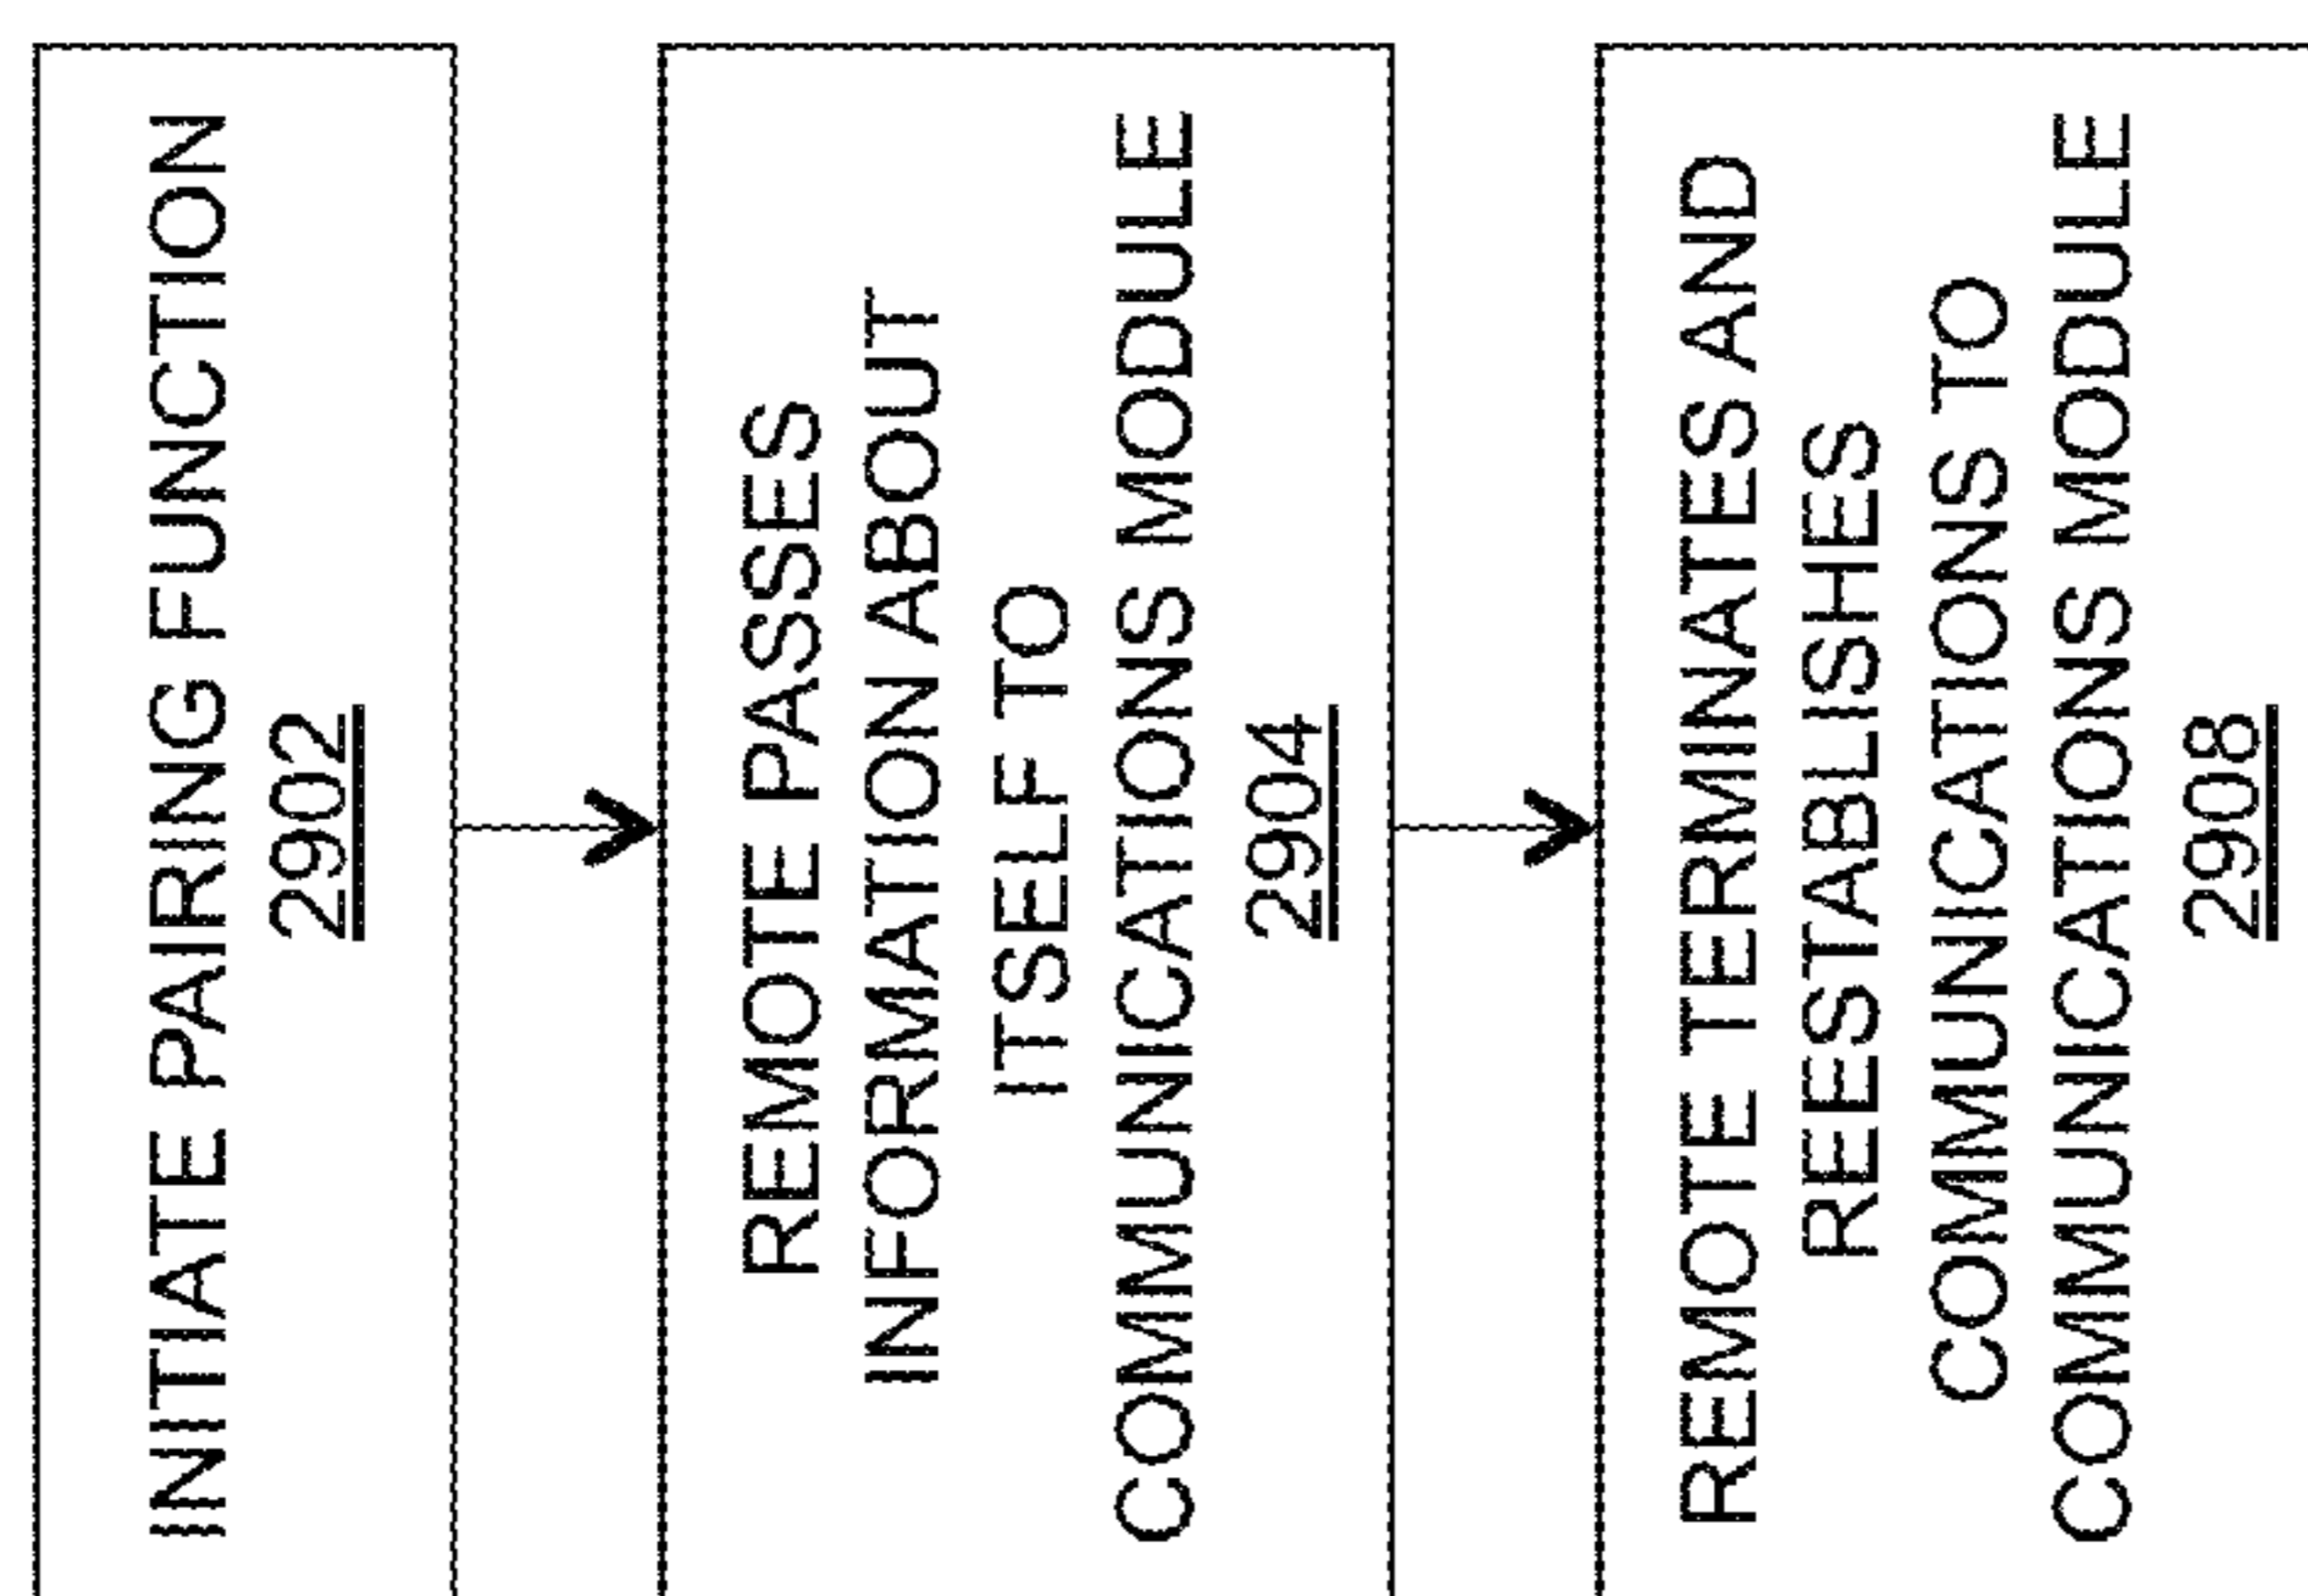 INITIATE PAIRING FUNCTION
2902
REMOTE PASSES
INFORMATION ABOUT
ITSELF TO
COMMUNICATIONS MODULE
2904
REMOTE TERMINATES AND
REESTABLISHES
COMMUNICATIONS TO
COMMUNICATIONS MODULE
2908